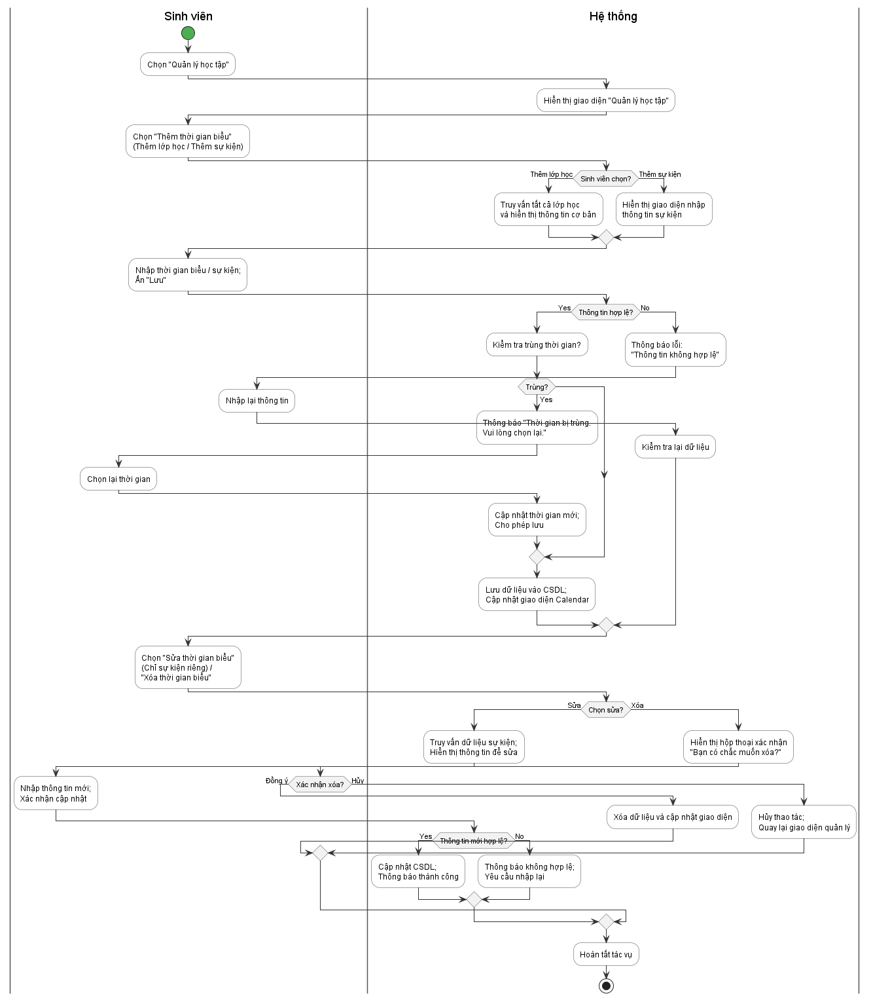 Sinh viên
Hệ thống
Chọn "Quản lý học tập"
Hiển thị giao diện "Quản lý học tập"
Chọn "Thêm thời gian biểu"
(Thêm lớp học / Thêm sự kiện)
Thêm lớp học
Sinh viên chọn?
Thêm sự kiện
Truy vấn tất cả lớp học
và hiển thị thông tin cơ bản
Hiển thị giao diện nhập
thông tin sự kiện
Nhập thời gian biểu / sự kiện;
Ấn "Lưu"
Yes
Thông tin hợp lệ?
No
Kiểm tra trùng thời gian?
Thông báo lỗi:
"Thông tin không hợp lệ"
Trùng?
Yes
Nhập lại thông tin
Thông báo "Thời gian bị trùng.
Vui lòng chọn lại."
Kiểm tra lại dữ liệu
Chọn lại thời gian
Cập nhật thời gian mới;
Cho phép lưu
Lưu dữ liệu vào CSDL;
Cập nhật giao diện Calendar
Chọn "Sửa thời gian biểu"
(Chỉ sự kiện riêng) /
"Xóa thời gian biểu"
Sửa
Chọn sửa?
Xóa
Truy vấn dữ liệu sự kiện;
Hiển thị thông tin để sửa
Hiển thị hộp thoại xác nhận
"Bạn có chắc muốn xóa?"
Nhập thông tin mới;
Xác nhận cập nhật
Đồng ý
Xác nhận xóa?
Hủy
Xóa dữ liệu và cập nhật giao diện
Hủy thao tác;
Quay lại giao diện quản lý
Yes
Thông tin mới hợp lệ?
No
Cập nhật CSDL;
Thông báo thành công
Thông báo không hợp lệ;
Yêu cầu nhập lại
Hoàn tất tác vụ